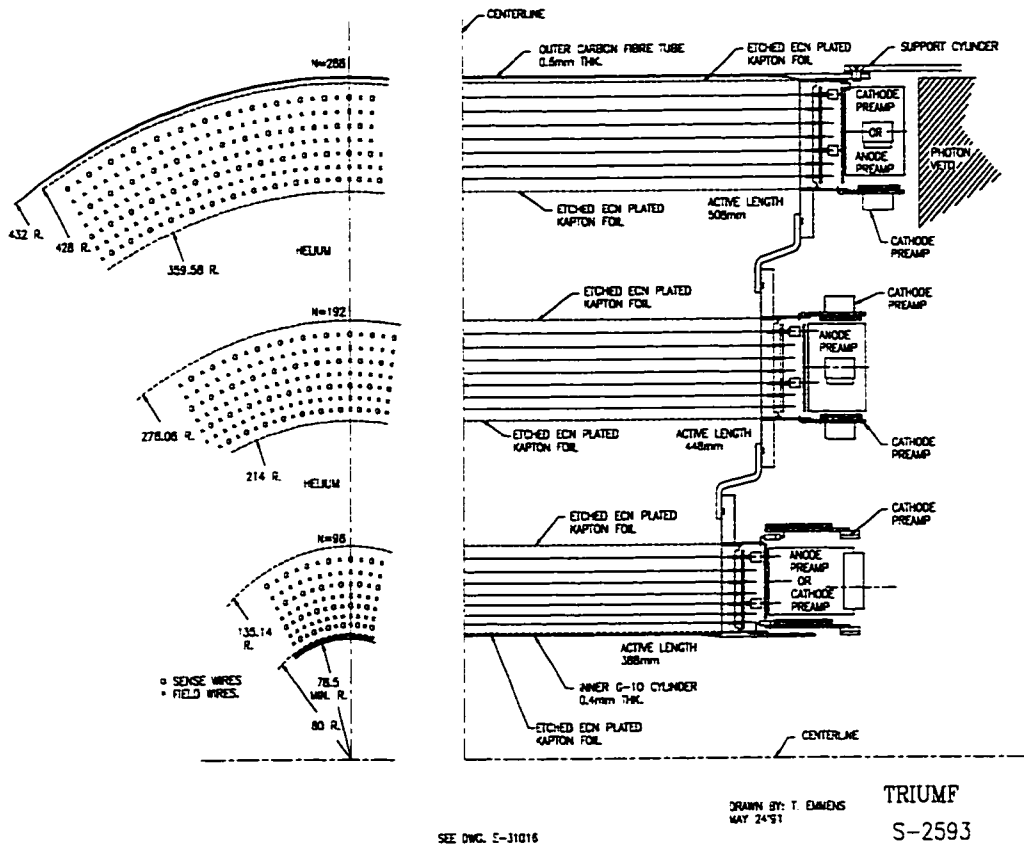 CENTERLINE
OUTER CARBON FIBRE TUBE
0.5mm THK.
ETCHED ECN PLATED
KAPTON FOIL
SUPPORT CYLINDER
N=288
CATHODE
PREAMP
OR
ANODE
PREAMP
PHOTON
VETO
432 R.
428 R.
359.58 R.
HELIUM
ETCHED ECN PLATED
KAPTON FOIL
ACTIVE LENGTH
508mm
CATHODE
PREAMP
ETCHED ECN PLATED
KAPTON FOIL
CATHODE
PREAMP
N=192
ANODE
PREAMP
278.06 R.
214 R.
HELIUM
ETCHED ECN PLATED
KAPTON FOIL
ACTIVE LENGTH
448mm
CATHODE
PREAMP
ETCHED ECN PLATED
KAPTON FOIL
CATHODE
PREAMP
N=96
ANODE
PREAMP
OR
CATHODE
PREAMP
135.14
R.
ACTIVE LENGTH
388mm
□ SENSE WIRES
• FIELD WIRES.
78.5
MIN. R.
80 R.
INNER G-10 CYLINDER
0.4mm THK.
ETCHED ECN PLATED
KAPTON FOIL
CENTERLINE
DRAWN BY: T. EMMENS
MAY 24'91
TRIUMF
SEE DWG. E-31016
S-2593